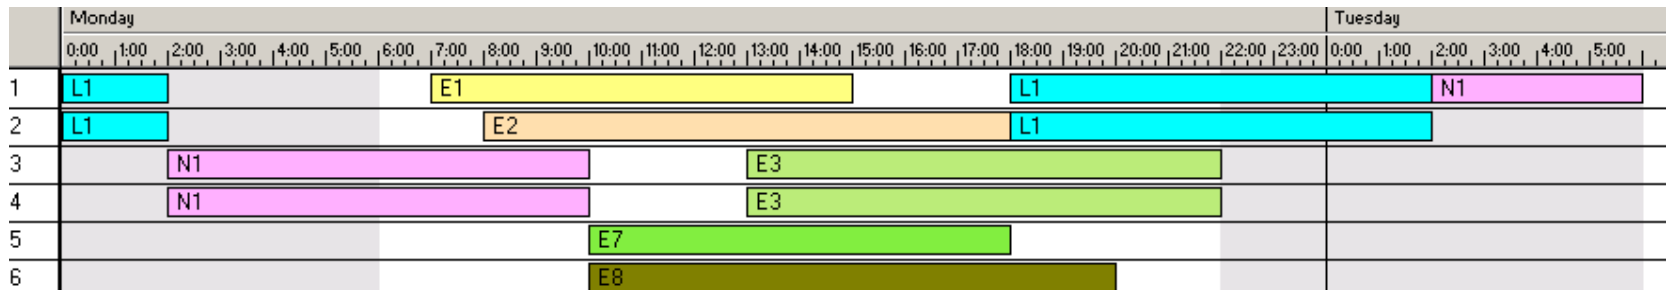 Monday Tuesday
0:00 1:00 2:00 3:00 4:00 5:00 6:00 7:00 8:00 9:00 10:00 11:00 12:00 13:00 14:00 15:00 16:00 17:00 18:00 19:00 20:00 21:00 22:00 23:00 0:00 1:00 2:00 3:00 4:00 5:00
1 L1 E1 L1 N1
2 L1 E2 L1
3 N1 E3
4 N1 E3
5 E7
6 E8